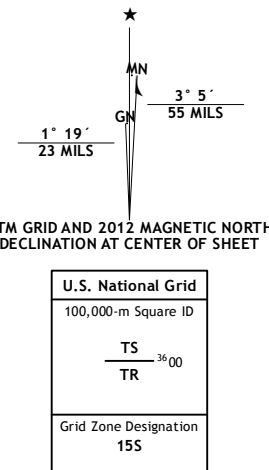 ★
MN
GN
3° 5´
55 MILS
1° 19´
23 MILS
TM GRID AND 2012 MAGNETIC NORTH
DECLINATION AT CENTER OF SHEET
U.S. National Grid
100,000-m Square ID
TS
3600
TR
Grid Zone Designation
15S